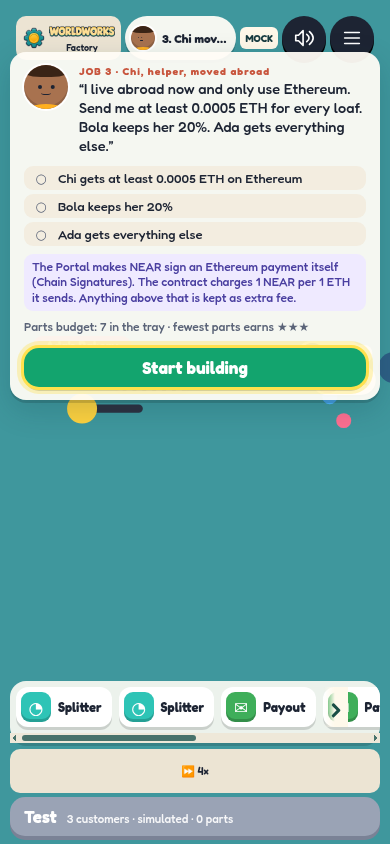 WORLDWORKS
Factory
3. Chi mov...
MOCK
JOB 3 · Chi, helper, moved abroad
“I live abroad now and only use Ethereum.
Send me at least 0.0005 ETH for every loaf.
Bola keeps her 20%. Ada gets everything
else.”
Chi gets at least 0.0005 ETH on Ethereum
Bola keeps her 20%
Ada gets everything else
The Portal makes NEAR sign an Ethereum payment itself
(Chain Signatures). The contract charges 1 NEAR per 1 ETH
it sends. Anything above that is kept as extra fee.
Parts budget: 7 in the tray · fewest parts earns ★★★
Start building
Splitter
Splitter
Payout
Pa
⏩ 4x
Test 3 customers · simulated · 0 parts